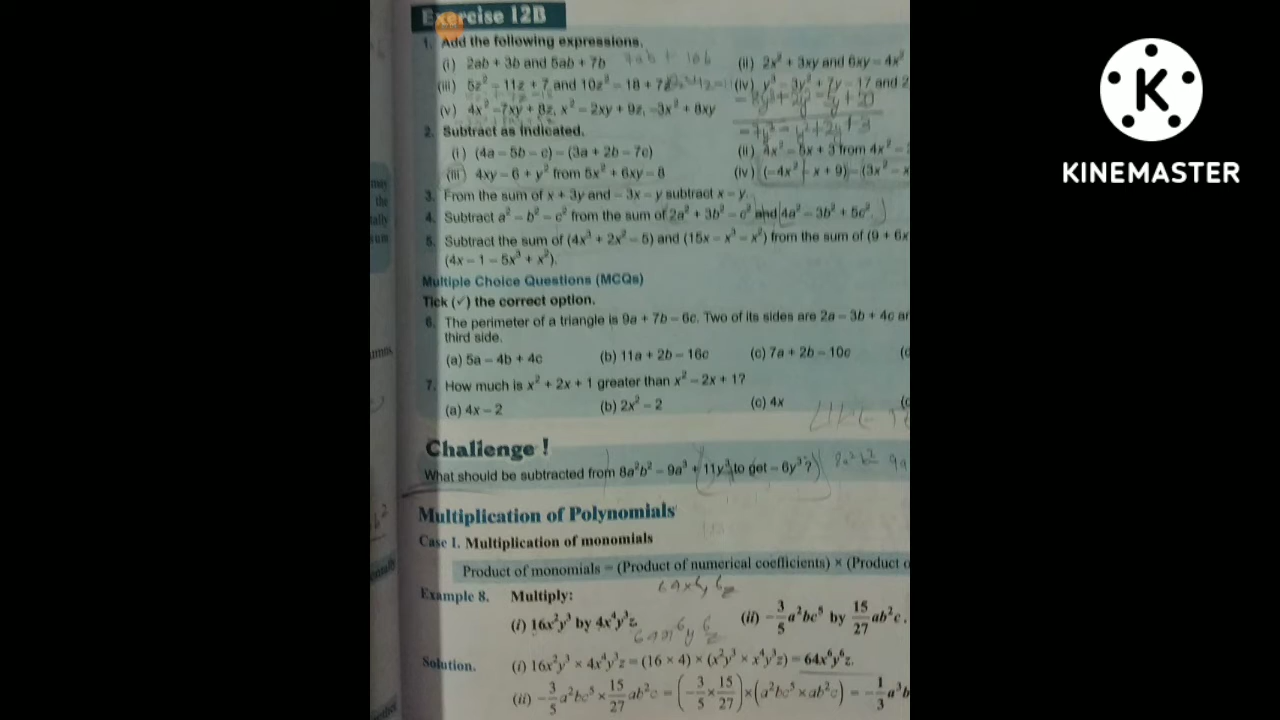 Exercise 12B
1. Add the following expressions.
(i) 2ab + 3b and 5ab + 7b 7ab + 10b (ii) 2x² + 3xy and 6xy – 4x²
(iii) 5z² – 11z + 7 and 10z² – 18 + 7z (iv) y³ – 3y² + 7y – 17 and 2
(v) 4x² – 7xy + 8z, x² – 2xy + 9z, –3x² + 8xy
2. Subtract as indicated.
(i) (4a – 5b – c) – (3a + 2b – 7c) (ii) 4x² – 5x + 3 from 4x² –
(iii) 4xy – 6 + y² from 5x² + 6xy – 8 (iv) (–4x² – x + 9) – (3x² – x
3. From the sum of x + 3y and – 3x – y subtract x – y.
4. Subtract a² – b² – c² from the sum of 2a² + 3b² – c² and 4a² – 3b² + 5c².
5. Subtract the sum of (4x³ + 2x² – 5) and (15x – x³ – x²) from the sum of (9 + 6x
(4x – 1 – 5x³ + x²).
Multiple Choice Questions (MCQs)
Tick (✓) the correct option.
6. The perimeter of a triangle is 9a + 7b – 6c. Two of its sides are 2a – 3b + 4c
third side.
(a) 5a – 4b + 4c (b) 11a + 2b – 16c (c) 7a + 2b – 10c
7. How much is x² + 2x + 1 greater than x² – 2x + 1?
(a) 4x – 2 (b) 2x² – 2 (c) 4x
Challenge !
What should be subtracted from 8a²b² – 9a³ + 11y³ to get – 6y³?
Multiplication of Polynomials
Case I. Multiplication of monomials
Product of monomials = (Product of numerical coefficients) × (Product
Example 8. Multiply:
(i) 16x²y³ by 4x⁴y³z. (ii) –3/5 a²bc⁵ by 15/27 ab²c.
Solution. (i) 16x²y³ × 4x⁴y³z = (16 × 4) × (x²y³ × x⁴y³z) = 64x⁶y⁶z.
(ii) –3/5 a²bc⁵ × 15/27 ab²c = (–3/5 × 15/27) × (a²bc⁵ × ab²c) = –1/3 a³b
K
KINEMASTER